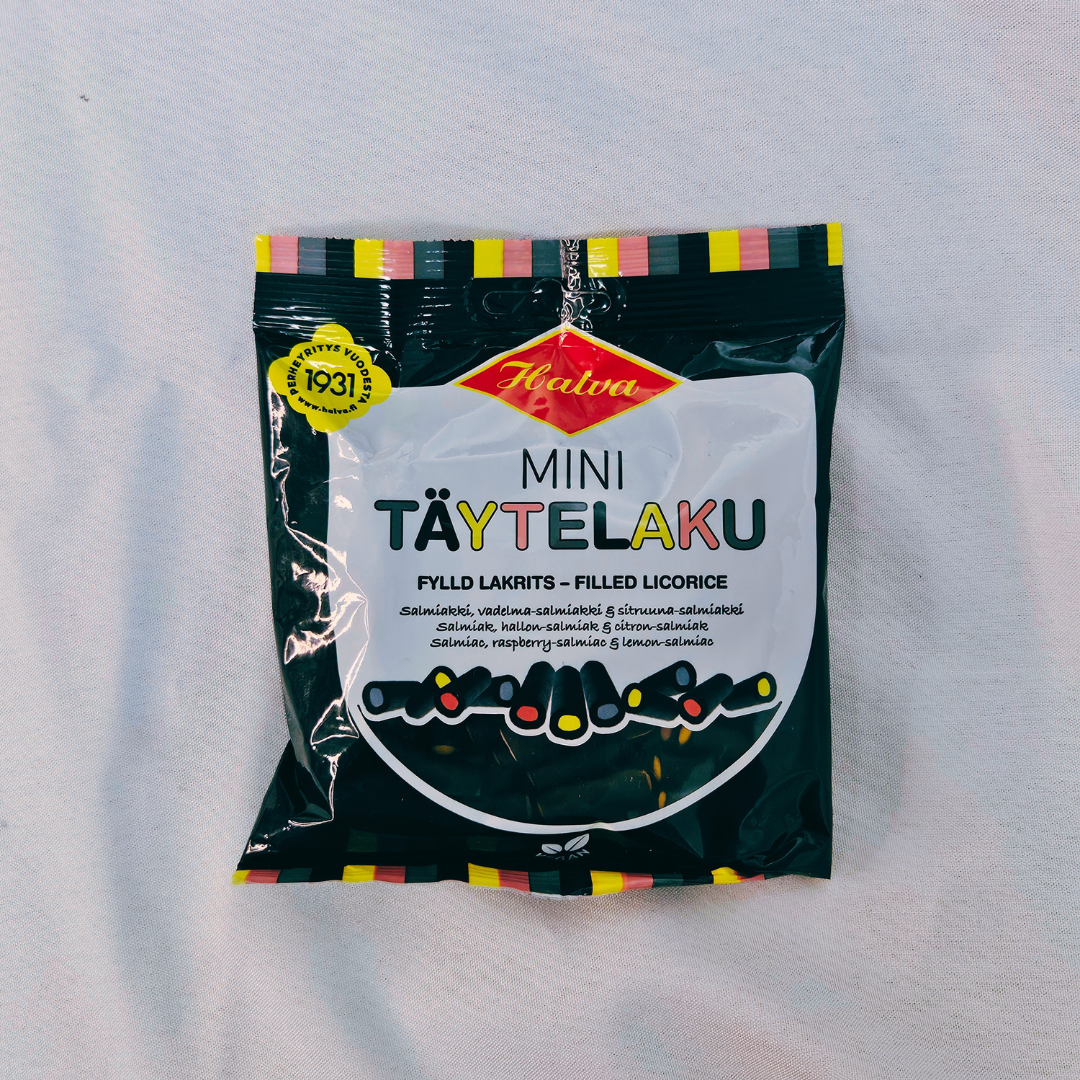 PERHEYRITYS VUODESTA
1931
www.halva.fi
Halva
MINI
TÄYTELAKU
FYLLD LAKRITS – FILLED LICORICE
Salmiakki, vadelma-salmiakki & sitruuna-salmiakki
Salmiak, hallon-salmiak & citron-salmiak
Salmiac, raspberry-salmiac & lemon-salmiac
VEGAN